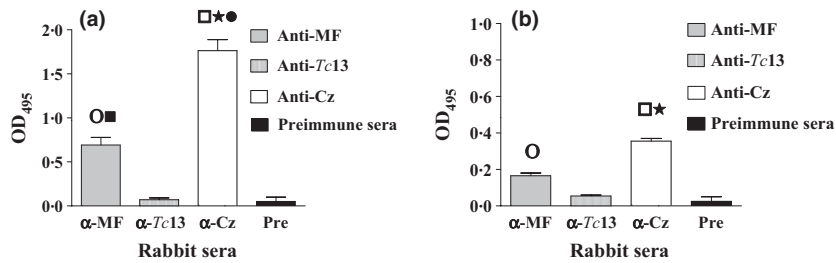 (a)
2·0
1·5
1·0
0·5
0·0
OD495
α-MF α-Tc13 α-Cz Pre
Rabbit sera
Anti-MF
Anti-Tc13
Anti-Cz
Preimmune sera
(b)
1·0
0·8
0·6
0·4
0·2
0·0
OD495
α-MF α-Tc13 α-Cz Pre
Rabbit sera
Anti-MF
Anti-Tc13
Anti-Cz
Preimmune sera